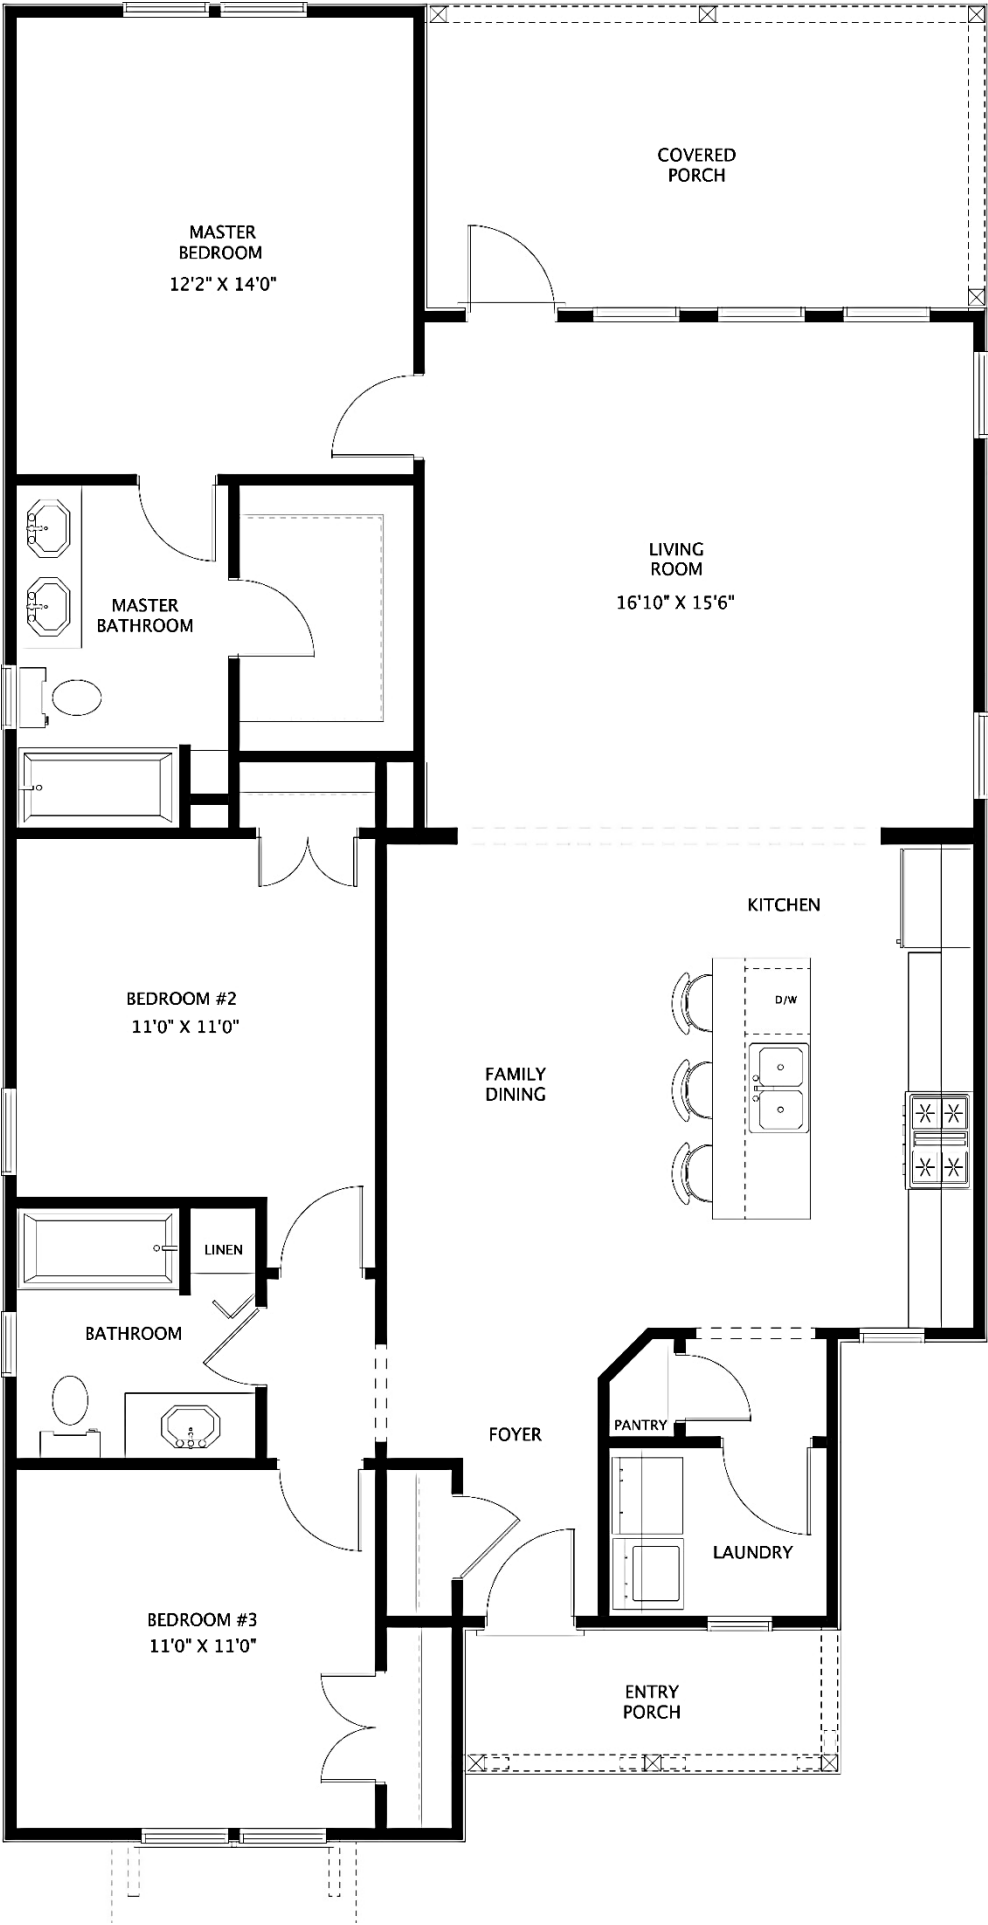 COVERED
PORCH
MASTER
BEDROOM
12'2" X 14'0"
LIVING
ROOM
16'10" X 15'6"
MASTER
BATHROOM
KITCHEN
BEDROOM #2
11'0" X 11'0"
D/W
FAMILY
DINING
LINEN
BATHROOM
PANTRY
FOYER
LAUNDRY
BEDROOM #3
11'0" X 11'0"
ENTRY
PORCH